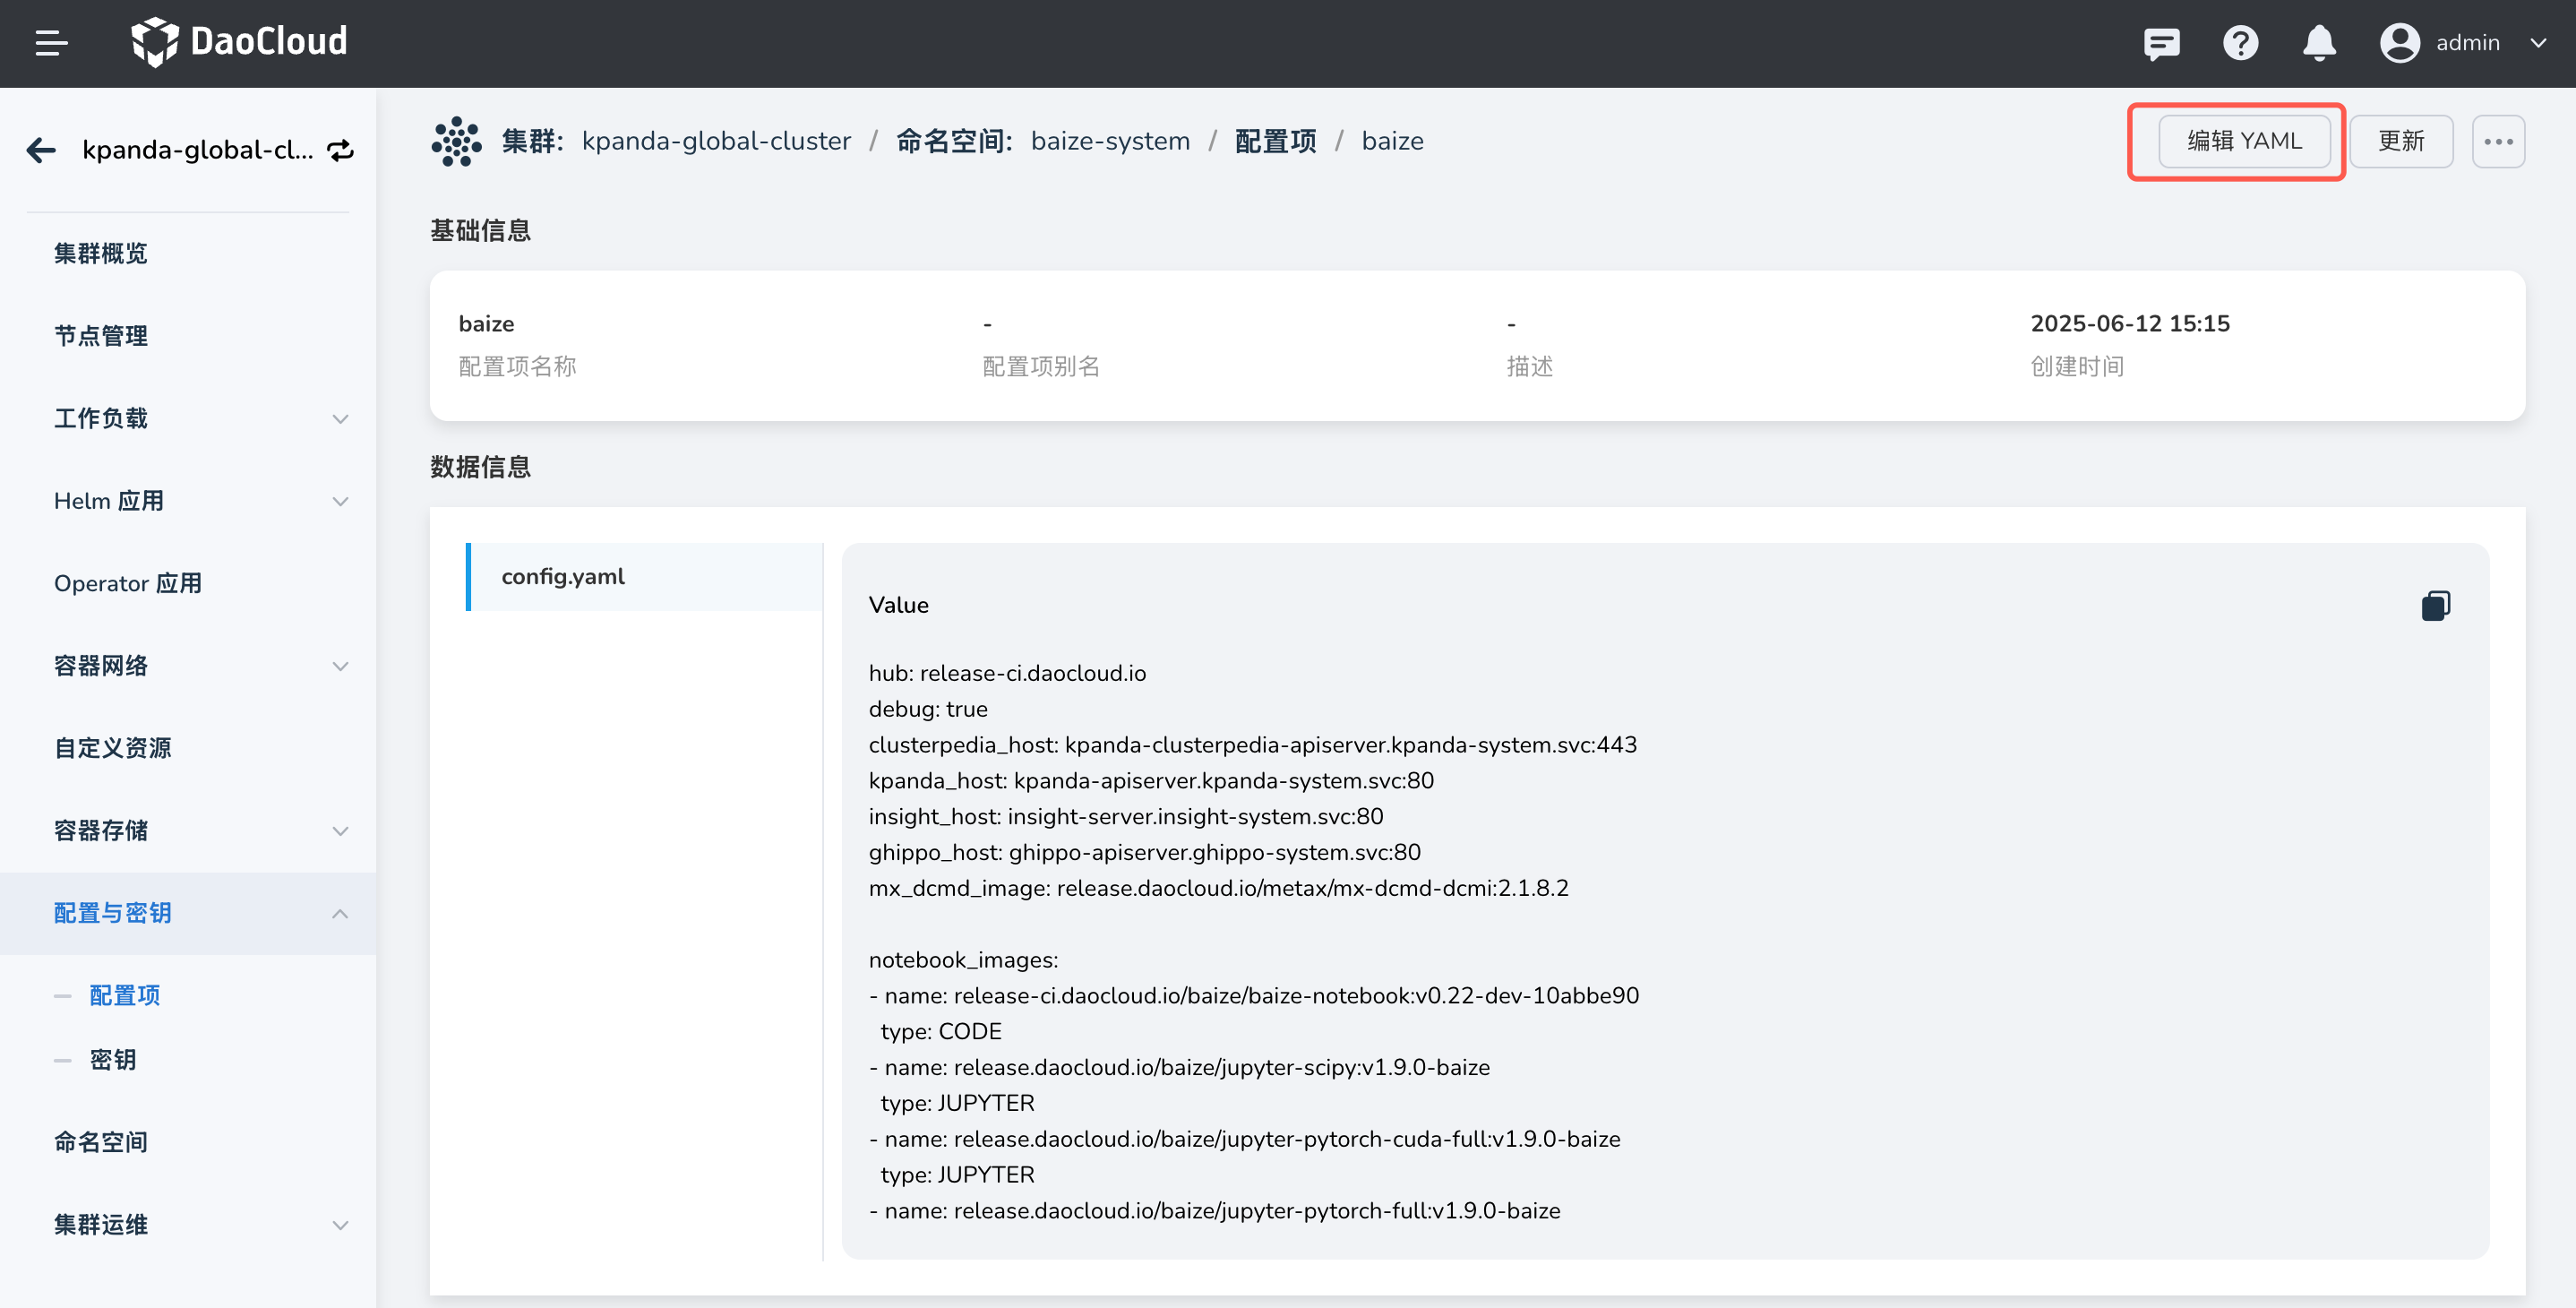 DaoCloud
admin
kpanda-global-cl...
集群概览
节点管理
工作负载
Helm 应用
Operator 应用
容器网络
自定义资源
容器存储
配置与密钥
配置项
密钥
命名空间
集群运维
集群: kpanda-global-cluster / 命名空间: baize-system / 配置项 / baize
编辑 YAML
更新
基础信息
baize
配置项名称
-
配置项别名
-
描述
2025-06-12 15:15
创建时间
数据信息
config.yaml
Value
hub: release-ci.daocloud.io
debug: true
clusterpedia_host: kpanda-clusterpedia-apiserver.kpanda-system.svc:443
kpanda_host: kpanda-apiserver.kpanda-system.svc:80
insight_host: insight-server.insight-system.svc:80
ghippo_host: ghippo-apiserver.ghippo-system.svc:80
mx_dcmd_image: release.daocloud.io/metax/mx-dcmd-dcmi:2.1.8.2
notebook_images:
- name: release-ci.daocloud.io/baize/baize-notebook:v0.22-dev-10abbe90
type: CODE
- name: release.daocloud.io/baize/jupyter-scipy:v1.9.0-baize
type: JUPYTER
- name: release.daocloud.io/baize/jupyter-pytorch-cuda-full:v1.9.0-baize
type: JUPYTER
- name: release.daocloud.io/baize/jupyter-pytorch-full:v1.9.0-baize